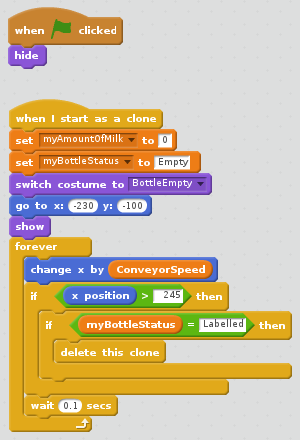 when clicked
hide
when I start as a clone
set myAmountOfMilk to 0
set myBottleStatus to Empty
switch costume to BottleEmpty
go to x: -230 y: -100
show
forever
change x by ConveyorSpeed
if x position > 245 then
if myBottleStatus = Labelled then
delete this clone
wait 0.1 secs